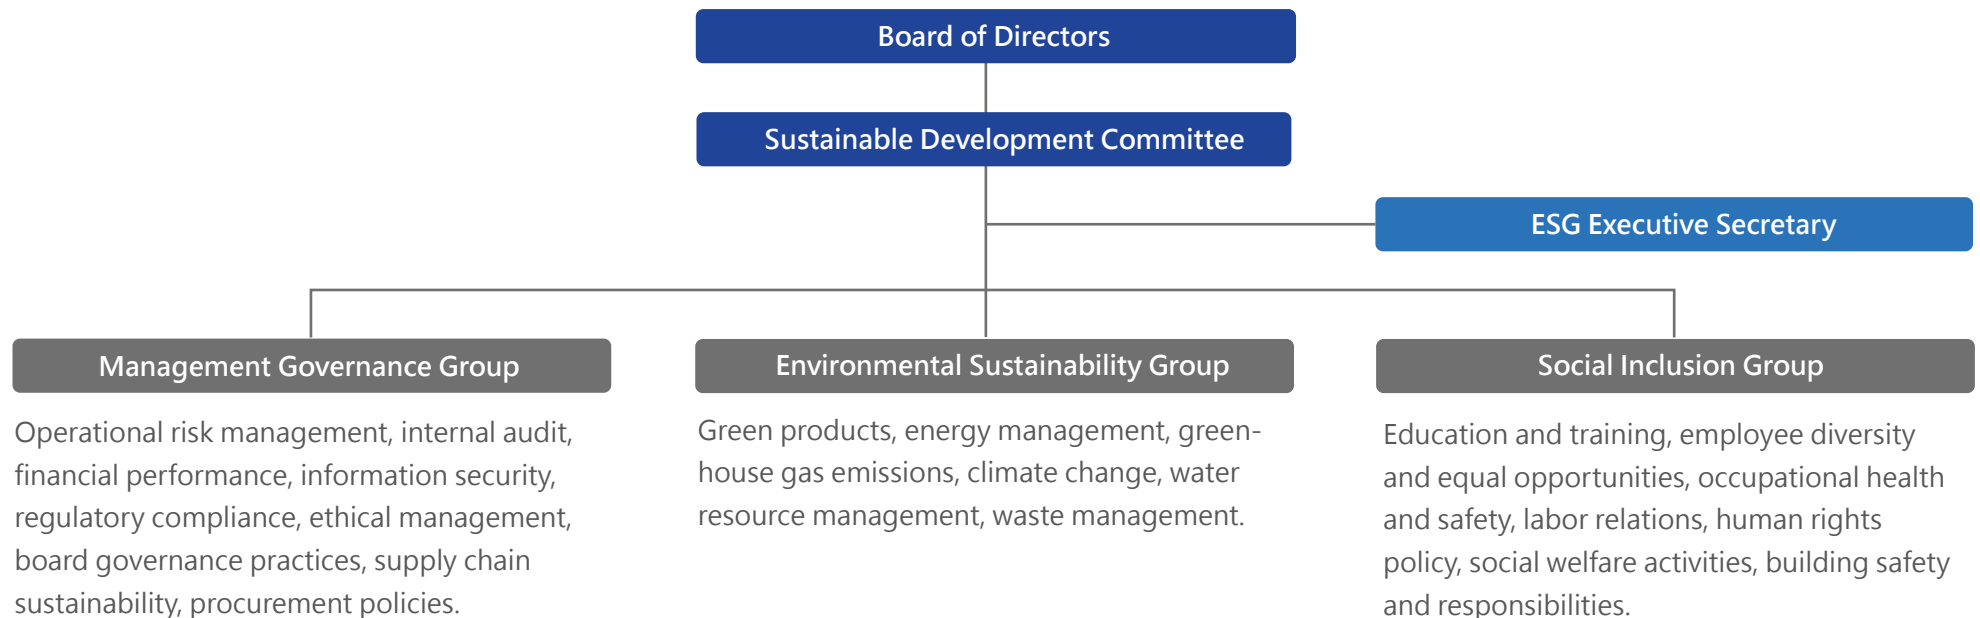 Board of Directors
Sustainable Development Committee
ESG Executive Secretary
Management Governance Group
Operational risk management, internal audit,
financial performance, information security,
regulatory compliance, ethical management,
board governance practices, supply chain
sustainability, procurement policies.
Environmental Sustainability Group
Green products, energy management, green-
house gas emissions, climate change, water
resource management, waste management.
Social Inclusion Group
Education and training, employee diversity
and equal opportunities, occupational health
and safety, labor relations, human rights
policy, social welfare activities, building safety
and responsibilities.